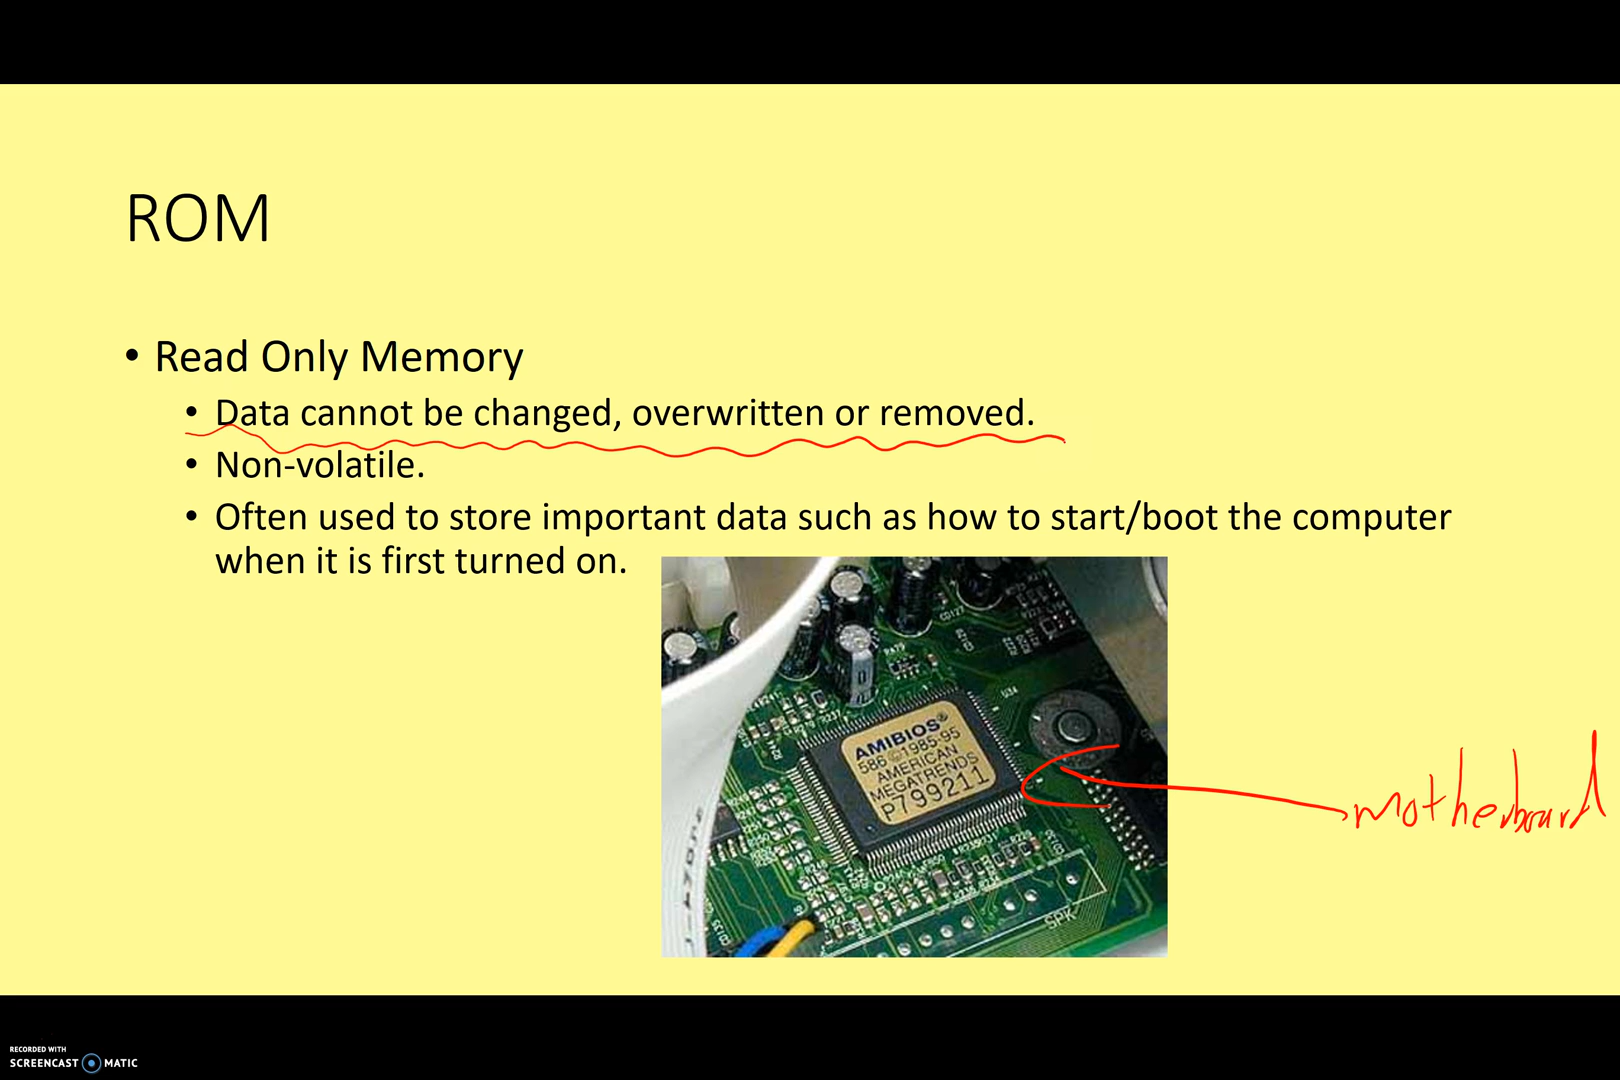 ROM
• Read Only Memory
• Data cannot be changed, overwritten or removed.
• Non-volatile.
• Often used to store important data such as how to start/boot the computer
when it is first turned on.
AMIBIOS®
586 ©1985-95
AMERICAN
MEGATRENDS
P799211
motherboard
SPK
RECORDED WITH
SCREENCAST MATIC